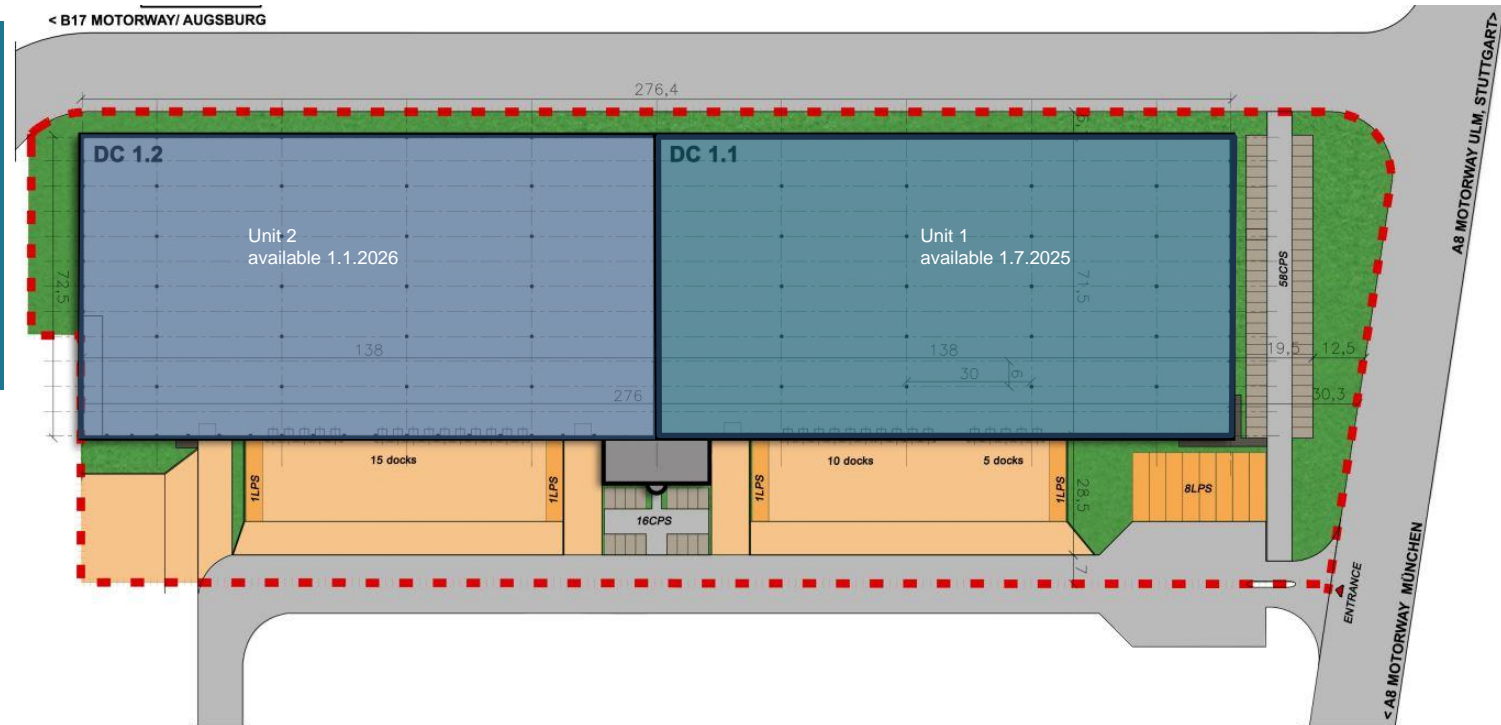 < B17 MOTORWAY/ AUGSBURG
276,4
DC 1.2
DC 1.1
Unit 2
available 1.1.2026
Unit 1
available 1.7.2025
72,5
71,5
138
138
30
6
276
58CPS
19,5
12,5
30,3
15 docks
10 docks
5 docks
1LPS
1LPS
1LPS
1LPS
16CPS
28,5
8LPS
7
ENTRANCE
A8 MOTORWAY ULM, STUTTGART>
< A8 MOTORWAY MÜNCHEN